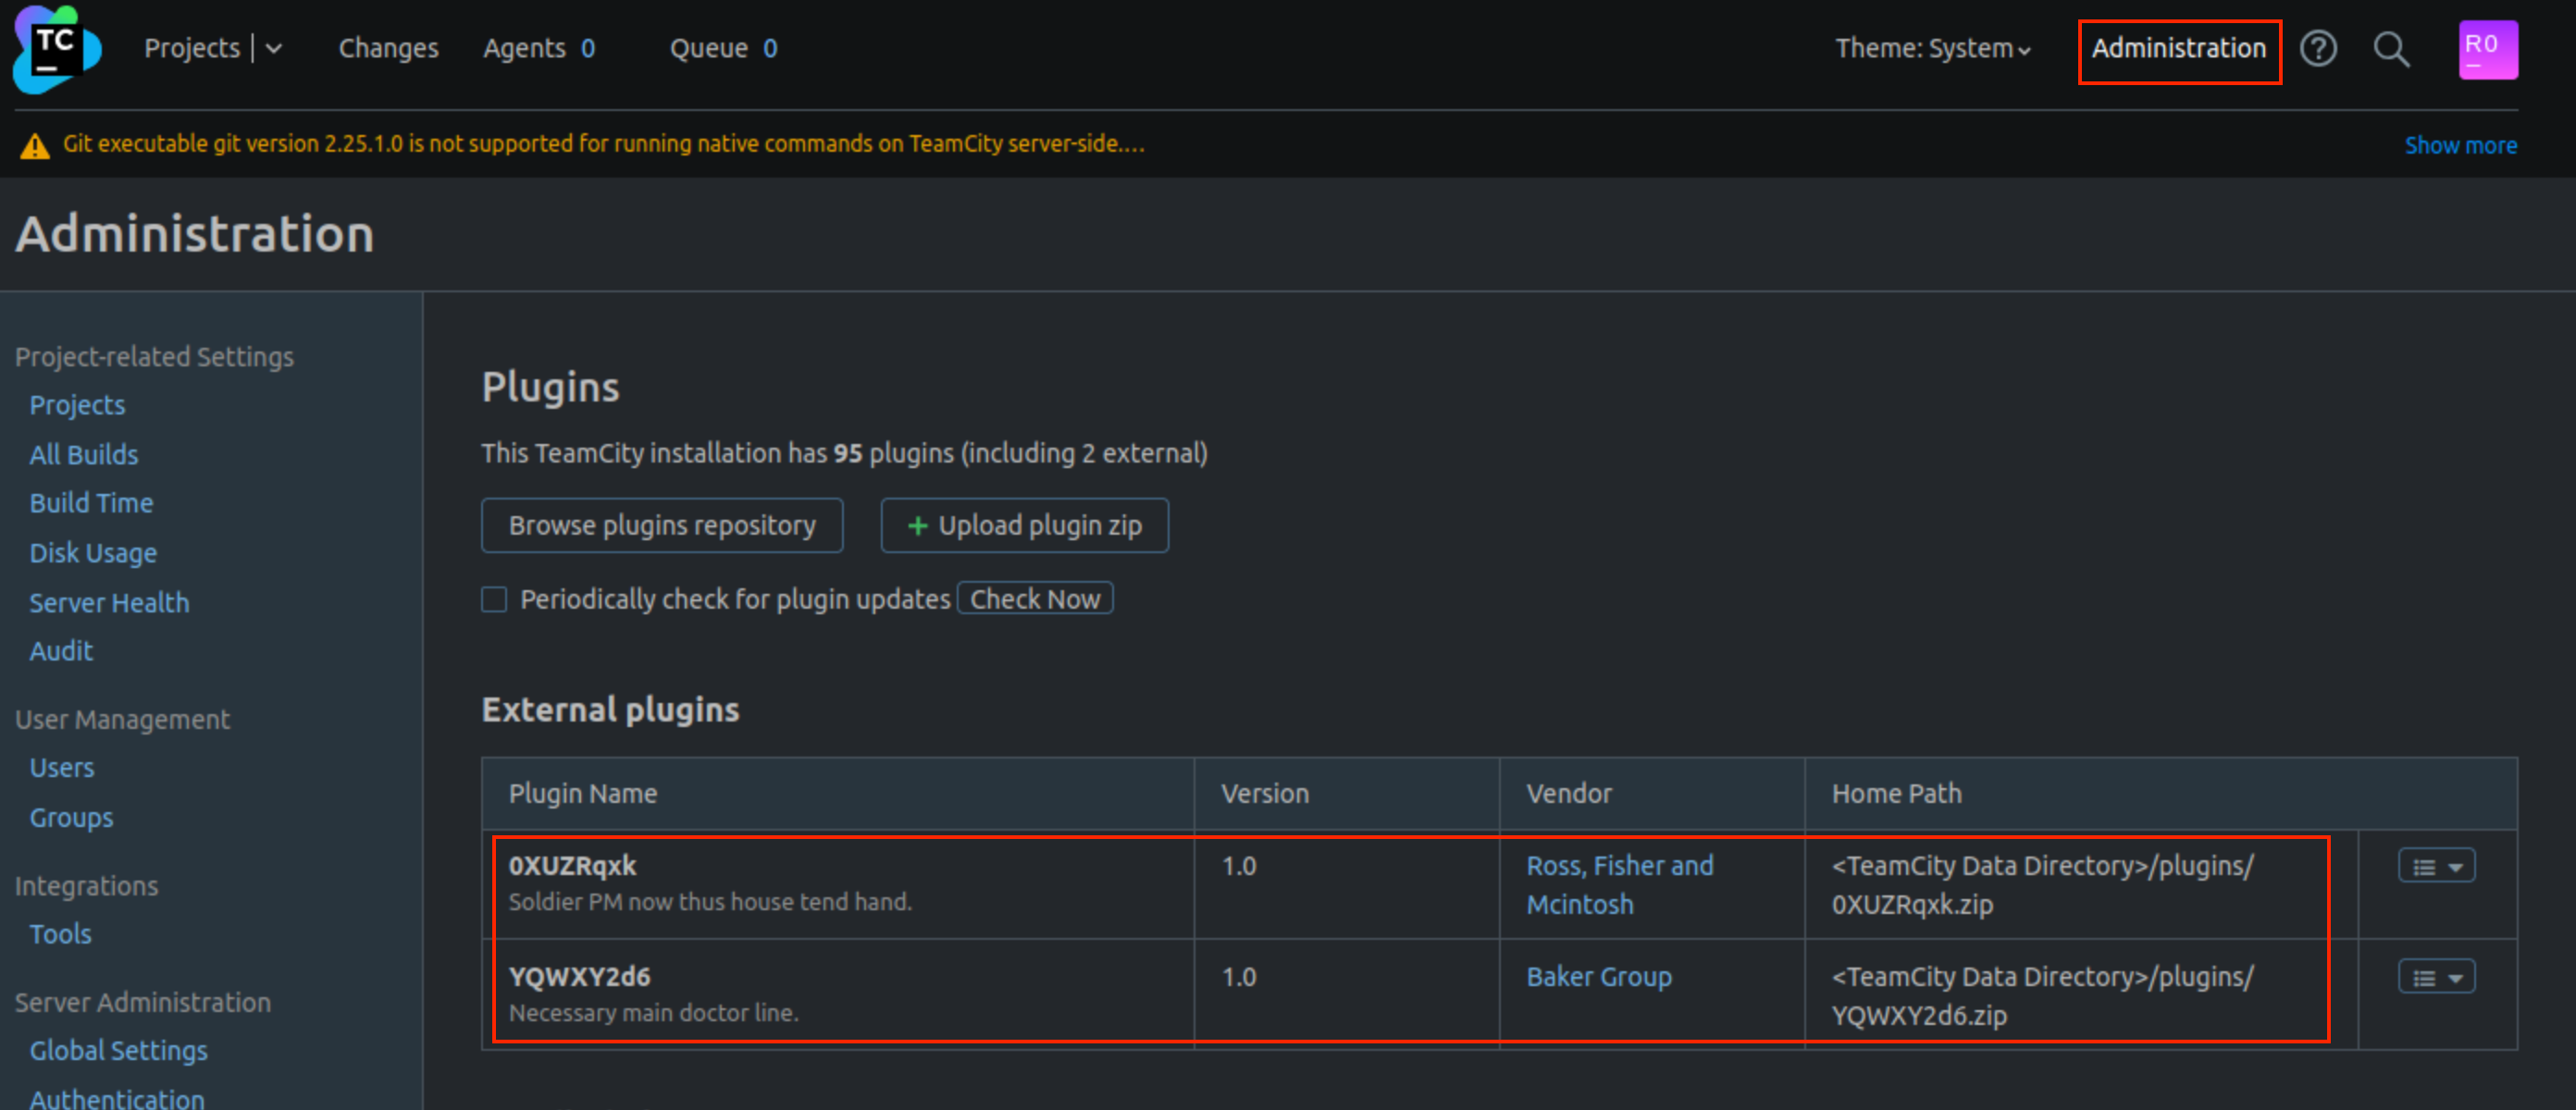 TC
Projects
Changes
Agents 0
Queue 0
Theme: System
Administration
R0
Git executable git version 2.25.1.0 is not supported for running native commands on TeamCity server-side....
Show more
Administration
Project-related Settings
Projects
All Builds
Build Time
Disk Usage
Server Health
Audit
User Management
Users
Groups
Integrations
Tools
Server Administration
Global Settings
Authentication
Plugins
This TeamCity installation has 95 plugins (including 2 external)
Browse plugins repository
+ Upload plugin zip
Periodically check for plugin updates Check Now
External plugins
Plugin Name Version Vendor Home Path
0XUZRqxk 1.0 Ross, Fisher and <TeamCity Data Directory>/plugins/
Soldier PM now thus house tend hand. Mcintosh 0XUZRqxk.zip
YQWXY2d6 1.0 Baker Group <TeamCity Data Directory>/plugins/
Necessary main doctor line. YQWXY2d6.zip